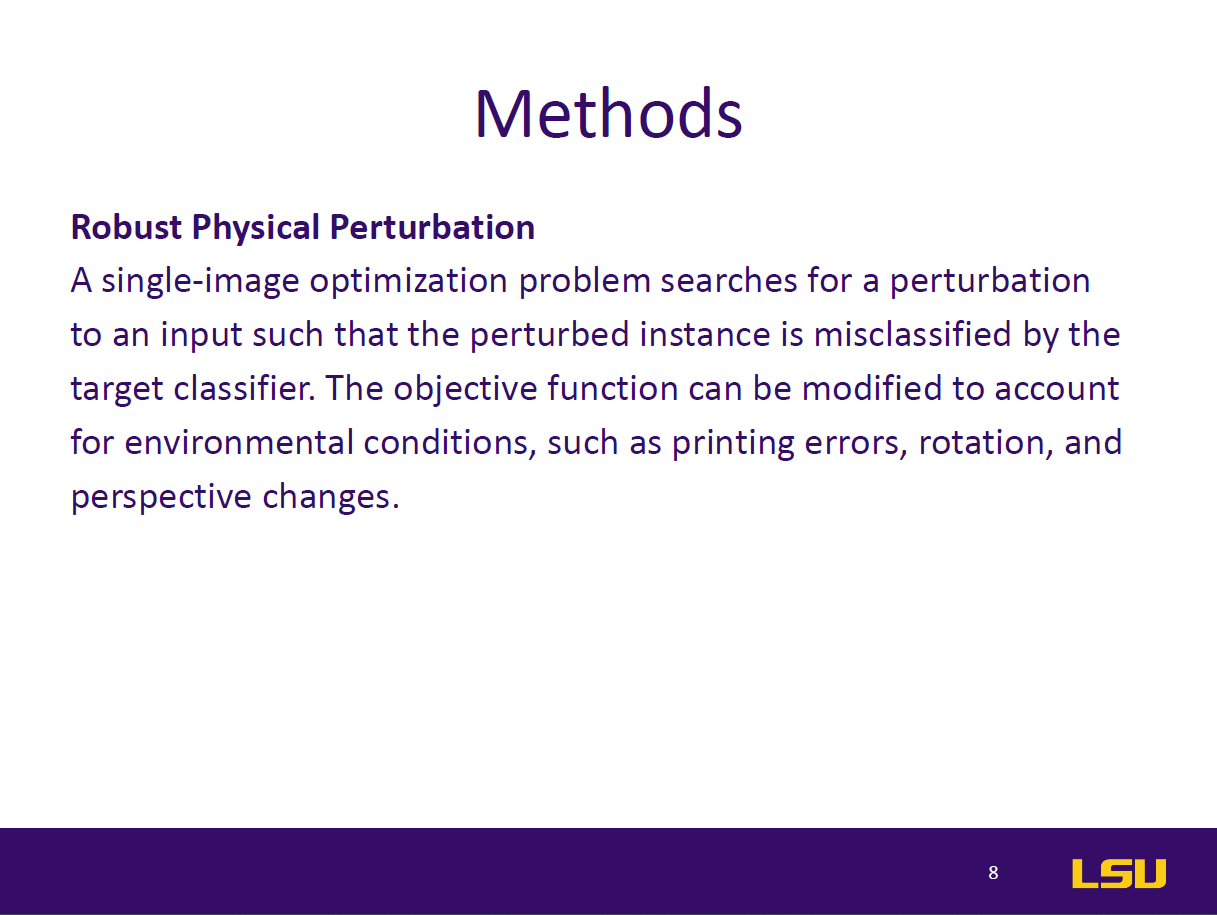 Methods
Robust Physical Perturbation
A single-image optimization problem searches for a perturbation
to an input such that the perturbed instance is misclassified by the
target classifier. The objective function can be modified to account
for environmental conditions, such as printing errors, rotation, and
perspective changes.
8
LSU